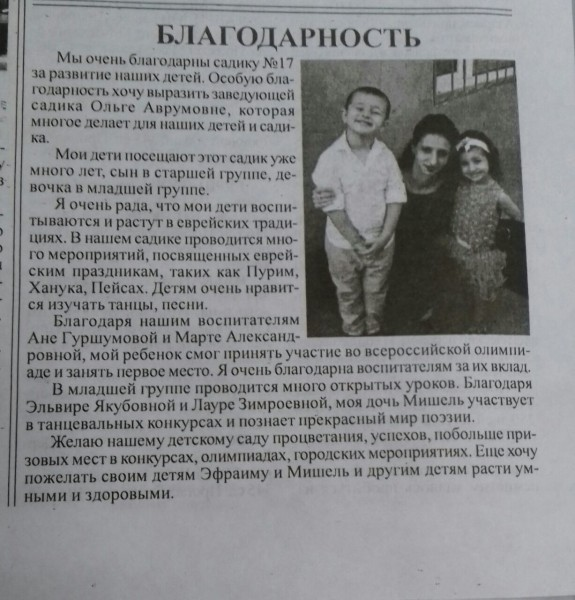 БЛАГОДАРНОСТЬ
Мы очень благодарны садику №17
за развитие наших детей. Особую бла-
годарность хочу выразить заведующей
садика Ольге Аврумовне, которая
многое делает для наших детей и сади-
ка.
Мои дети посещают этот садик уже
много лет, сын в старшей группе, де-
вочка в младшей группе.
Я очень рада, что мои дети воспи-
тываются и растут в еврейских тради-
циях. В нашем садике проводится мно-
го мероприятий, посвященных еврей-
ским праздникам, таких как Пурим,
Ханука, Пейсах. Детям очень нравит-
ся изучать танцы, песни.
Благодаря нашим воспитателям
Ане Гуршумовой и Марте Александ-
ровной, мой ребенок смог принять участие во всероссийской олимпи-
аде и занять первое место. Я очень благодарна воспитателям за их вклад.
В младшей группе проводится много открытых уроков. Благодаря
Эльвире Якубовной и Лауре Зимроевной, моя дочь Мишель участвует
в танцевальных конкурсах и познает прекрасный мир поэзии.
Желаю нашему детскому саду процветания, успехов, побольше при-
зовых мест в конкурсах, олимпиадах, городских мероприятиях. Еще хочу
пожелать своим детям Эфраиму и Мишель и другим детям расти ум-
ными и здоровыми.